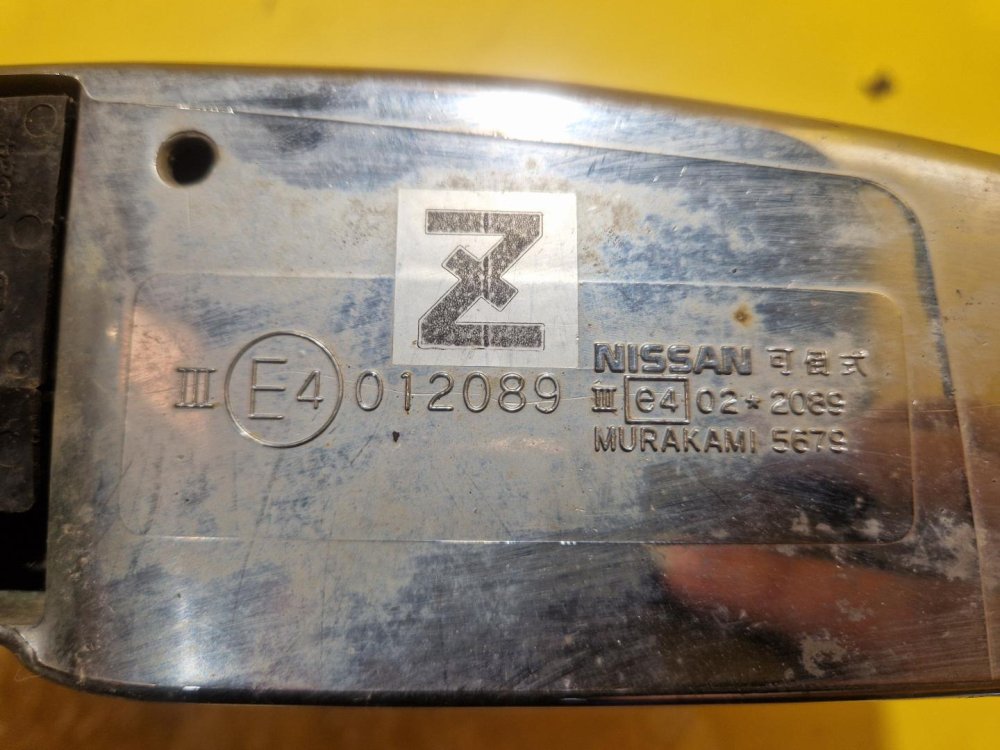 Z
III E4 012089
NISSAN 可倒式
III e4 02*2089
MURAKAMI 5679